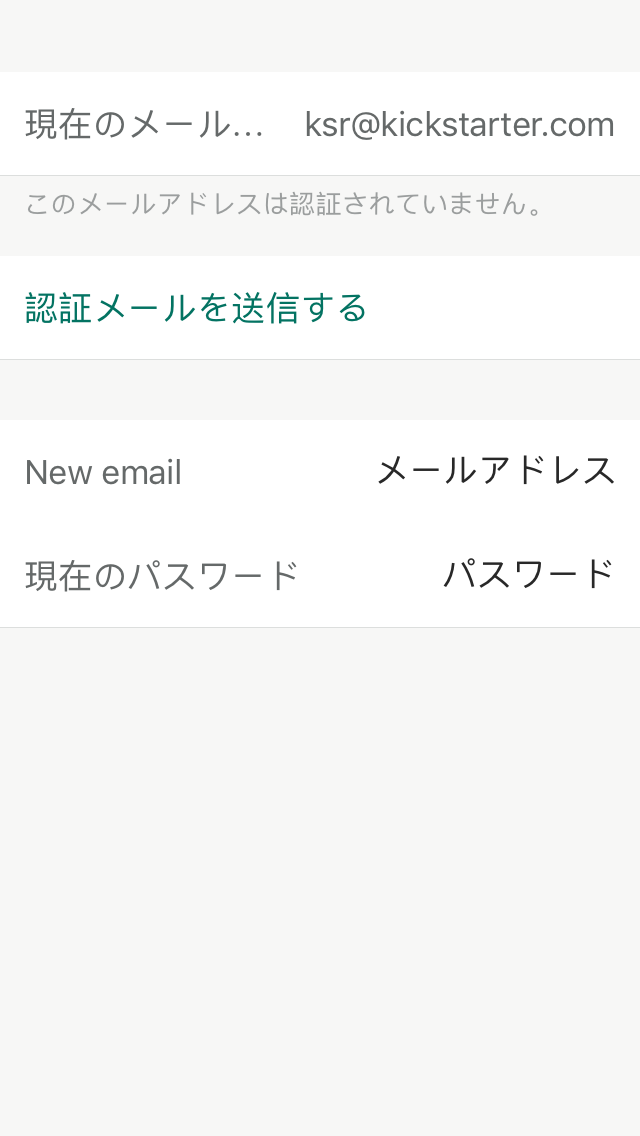 現在のメール... ksr@kickstarter.com
このメールアドレスは認証されていません。
認証メールを送信する
New email メールアドレス
現在のパスワード パスワード